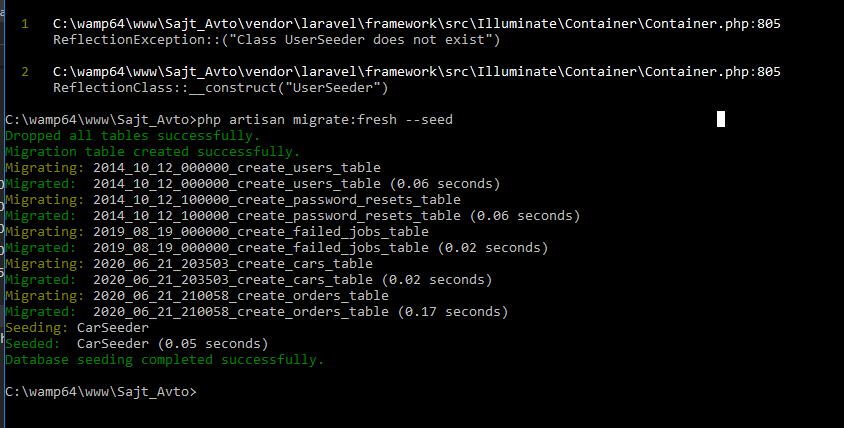 1   C:\wamp64\www\Sajt_Avto\vendor\laravel\framework\src\Illuminate\Container\Container.php:805
ReflectionException::("Class UserSeeder does not exist")
2   C:\wamp64\www\Sajt_Avto\vendor\laravel\framework\src\Illuminate\Container\Container.php:805
ReflectionClass::__construct("UserSeeder")
C:\wamp64\www\Sajt_Avto>php artisan migrate:fresh --seed
Dropped all tables successfully.
Migration table created successfully.
Migrating: 2014_10_12_000000_create_users_table
Migrated:  2014_10_12_000000_create_users_table (0.06 seconds)
Migrating: 2014_10_12_100000_create_password_resets_table
Migrated:  2014_10_12_100000_create_password_resets_table (0.06 seconds)
Migrating: 2019_08_19_000000_create_failed_jobs_table
Migrated:  2019_08_19_000000_create_failed_jobs_table (0.02 seconds)
Migrating: 2020_06_21_203503_create_cars_table
Migrated:  2020_06_21_203503_create_cars_table (0.02 seconds)
Migrating: 2020_06_21_210058_create_orders_table
Migrated:  2020_06_21_210058_create_orders_table (0.17 seconds)
Seeding: CarSeeder
Seeded:  CarSeeder (0.05 seconds)
Database seeding completed successfully.
C:\wamp64\www\Sajt_Avto>